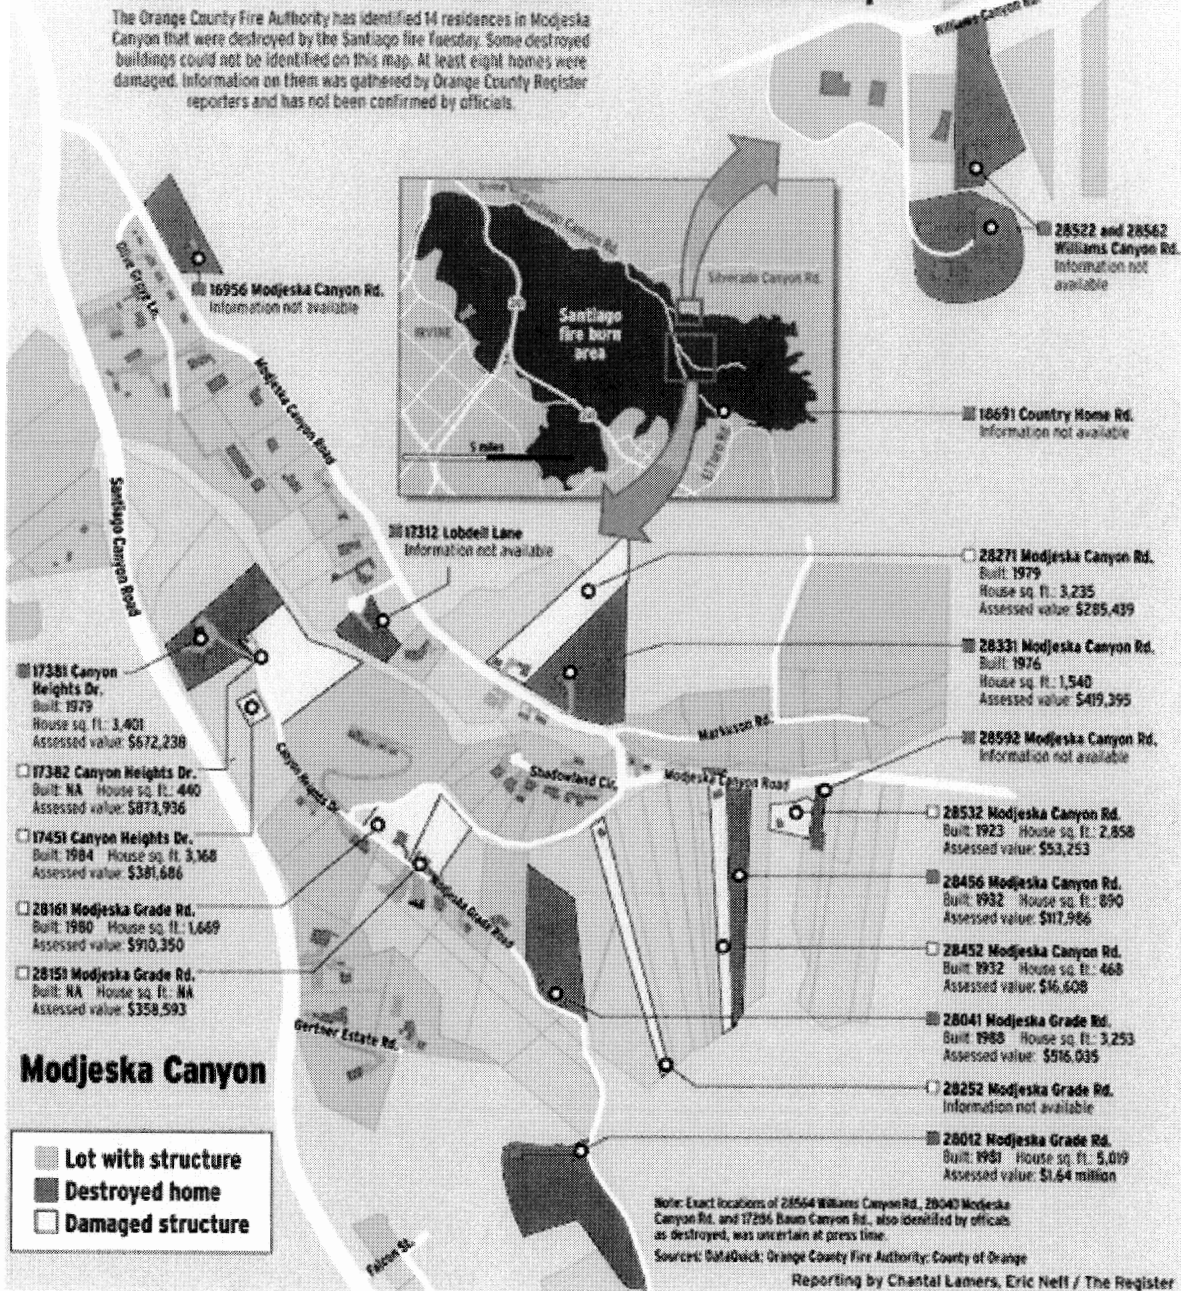 The Orange County Fire Authority has identified 14 residences in Modjeska
Canyon that were destroyed by the Santiago fire Tuesday. Some destroyed
buildings could not be identified on this map. At least eight homes were
damaged. Information on them was gathered by Orange County Register
reporters and has not been confirmed by officials.
Williams Canyon Rd.
28522 and 28562
Williams Canyon Rd.
Information not
available
Olive Grove Ln.
16956 Modjeska Canyon Rd.
Information not available
Santiago Canyon Rd.
Silverado Canyon Rd.
IRVINE
Santiago
fire burn
area
5 miles
El Toro Rd.
18691 Country Home Rd.
Information not available
Modjeska Canyon Road
Santiago Canyon Road
17312 Lobdell Lane
Information not available
28271 Modjeska Canyon Rd.
Built: 1979
House sq. ft.: 3,235
Assessed value: $285,439
28331 Modjeska Canyon Rd.
Built: 1976
House sq. ft.: 1,540
Assessed value: $419,395
17381 Canyon
Heights Dr.
Built: 1979
House sq. ft.: 3,401
Assessed value: $672,238
17382 Canyon Heights Dr.
Built: NA House sq. ft.: 440
Assessed value: $873,936
17451 Canyon Heights Dr.
Built: 1984 House sq. ft. 3,168
Assessed value: $381,686
28161 Modjeska Grade Rd.
Built: 1980 House sq. ft.: 1,669
Assessed value: $910,350
28151 Modjeska Grade Rd.
Built: NA House sq. ft.: NA
Assessed value: $358,593
Canyon Heights Dr.
Markuson Rd.
Shadowland Cir.
Modjeska Canyon Road
Modjeska Grade Road
Gertner Estate Rd.
28592 Modjeska Canyon Rd.
Information not available
28532 Modjeska Canyon Rd.
Built: 1923 House sq. ft.: 2,858
Assessed value: $53,253
28456 Modjeska Canyon Rd.
Built: 1932 House sq. ft.: 890
Assessed value: $117,986
28452 Modjeska Canyon Rd.
Built: 1932 House sq. ft.: 468
Assessed value: $16,608
28041 Modjeska Grade Rd.
Built: 1988 House sq. ft.: 3,253
Assessed value: $516,035
28252 Modjeska Grade Rd.
Information not available
28012 Modjeska Grade Rd.
Built: 1981 House sq. ft.: 5,019
Assessed value: $1.64 million
Modjeska Canyon
Lot with structure
Destroyed home
Damaged structure
Falcon St.
Note: Exact locations of 28564 Williams Canyon Rd., 28040 Modjeska
Canyon Rd. and 17286 Baum Canyon Rd., also identified by officals
as destroyed, was uncertain at press time.
Sources: DataQuick; Orange County Fire Authority; County of Orange
Reporting by Chantal Lamers, Eric Neff / The Register